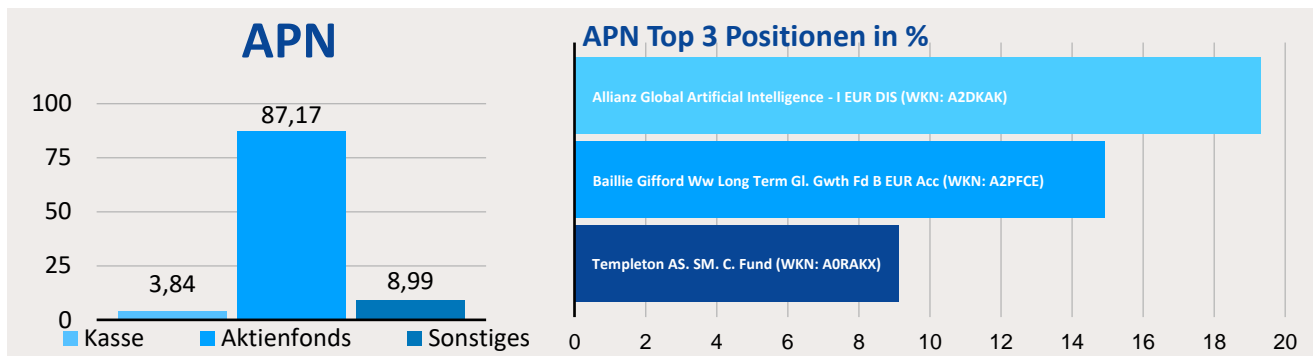 APN
100
75
50
25
0
3,84
87,17
8,99
Kasse
Aktienfonds
Sonstiges
APN Top 3 Positionen in %
Allianz Global Artificial Intelligence - I EUR DIS (WKN: A2DKAK)
Baillie Gifford Ww Long Term Gl. Gwth Fd B EUR Acc (WKN: A2PFCE)
Templeton AS. SM. C. Fund (WKN: A0RAKX)
0 2 4 6 8 10 12 14 16 18 20